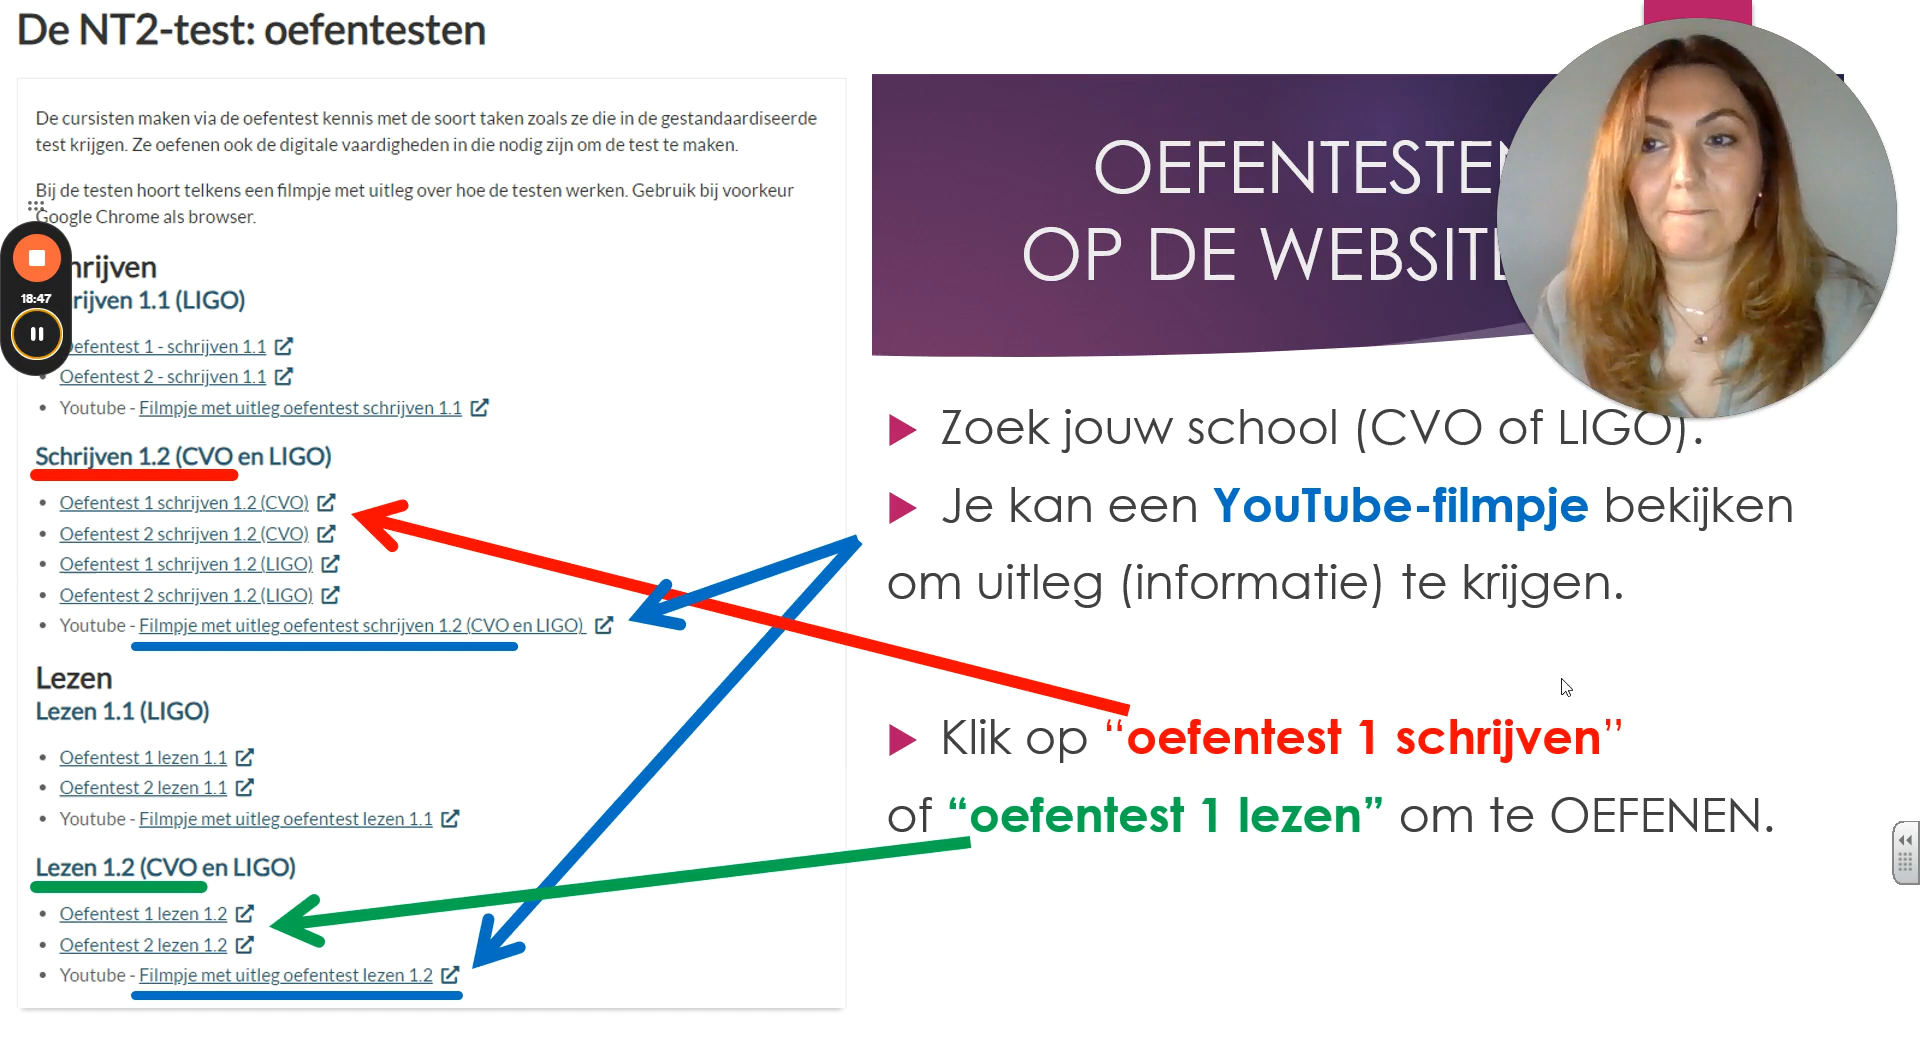 De NT2-test: oefentesten
De cursisten maken via de oefentest kennis met de soort taken zoals ze die in de gestandaardiseerde
test krijgen. Ze oefenen ook de digitale vaardigheden in die nodig zijn om de test te maken.
Bij de testen hoort telkens een filmpje met uitleg over hoe de testen werken. Gebruik bij voorkeur
Google Chrome als browser.
hrijven
rijven 1.1 (LIGO)
18:47
Oefentest 1 - schrijven 1.1
Oefentest 2 - schrijven 1.1
Youtube - Filmpje met uitleg oefentest schrijven 1.1
Schrijven 1.2 (CVO en LIGO)
Oefentest 1 schrijven 1.2 (CVO)
Oefentest 2 schrijven 1.2 (CVO)
Oefentest 1 schrijven 1.2 (LIGO)
Oefentest 2 schrijven 1.2 (LIGO)
Youtube - Filmpje met uitleg oefentest schrijven 1.2 (CVO en LIGO)
Lezen
Lezen 1.1 (LIGO)
Oefentest 1 lezen 1.1
Oefentest 2 lezen 1.1
Youtube - Filmpje met uitleg oefentest lezen 1.1
Lezen 1.2 (CVO en LIGO)
Oefentest 1 lezen 1.2
Oefentest 2 lezen 1.2
Youtube - Filmpje met uitleg oefentest lezen 1.2
OEFENTESTEN
OP DE WEBSITE
Zoek jouw school (CVO of LIGO).
Je kan een YouTube-filmpje bekijken
om uitleg (informatie) te krijgen.
Klik op “oefentest 1 schrijven”
of “oefentest 1 lezen” om te OEFENEN.